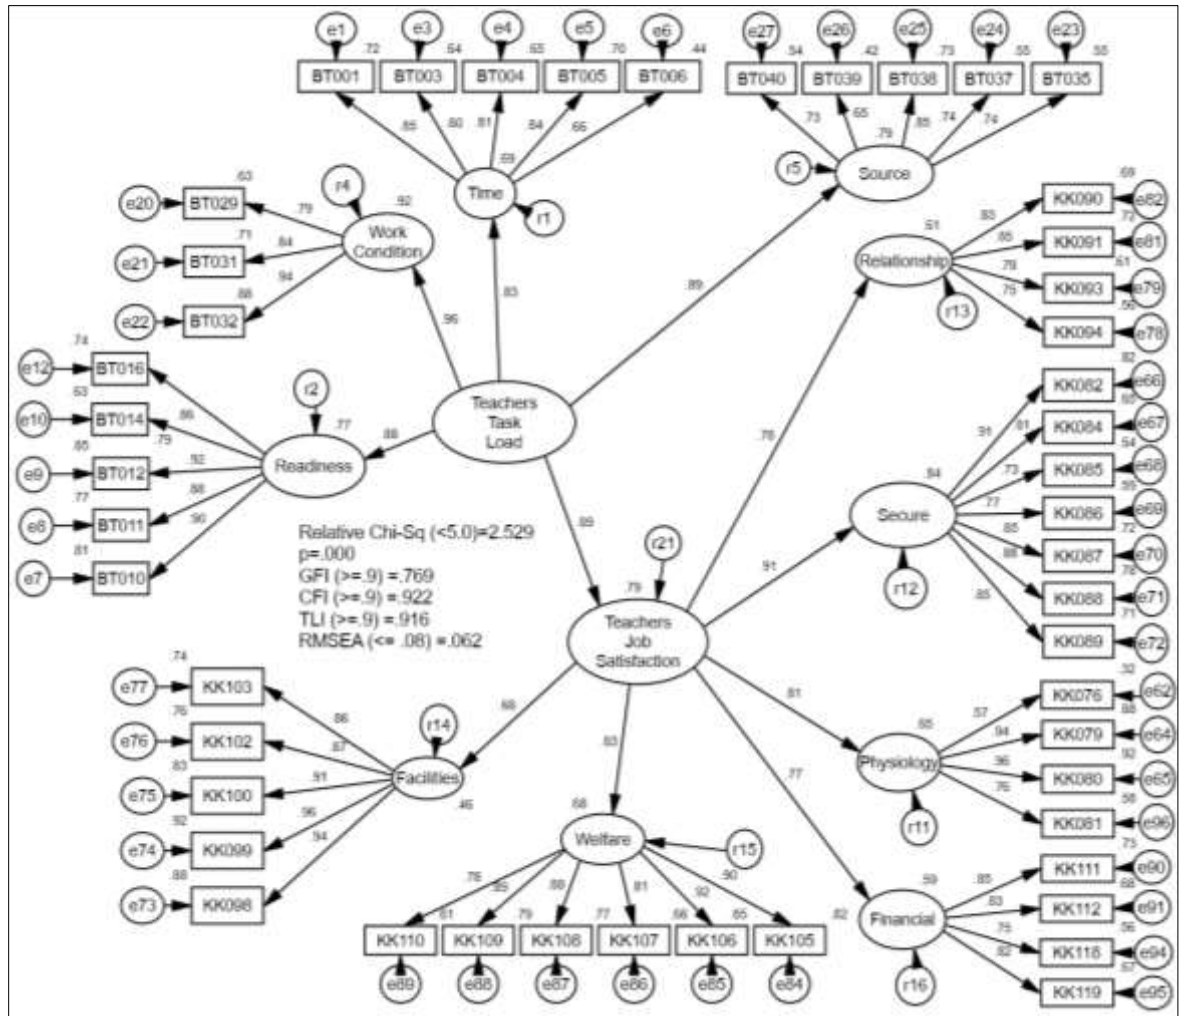 e1 e3 e4 e5 e6 e27 e26 e25 e24 e23
.72 .64 .65 .70 .44 .54 .42 .73 .55 .55
BT001 BT003 BT004 BT005 BT006 BT040 BT039 BT038 BT037 BT035
.85 .80 .81 .84 .66 .73 .65 .85 .74 .74
.69 .79
Time r1
r5 Source
e20 .63 BT029 .79
e21 .71 BT031 .84
e22 .88 BT032 .94
r4 .92
Work
Condition
.96 .83 .89
.69 KK090 e82 .83
.72 KK091 e81 .85
.61 KK093 e79 .78
.56 KK094 e78 .75
.61
Relationship
r13
.78
e12 .74 BT016 .86
e10 .63 BT014 .79
e9 .85 BT012 .92
e8 .77 BT011 .88
e7 .81 BT010 .90
r2 .77
Readiness
.88
Teachers
Task
Load
.89
.82 KK082 e66 .91
.65 KK084 e67 .81
.54 KK085 e68 .73
.59 KK086 e69 .77
.72 KK087 e70 .85
.78 KK088 e71 .88
.71 KK089 e72 .85
.84
Secure
r12
.91
Relative Chi-Sq (<5.0)=2.529
p=.000
GFI (>=.9) =.769
CFI (>=.9) =.922
TLI (>=.9) =.916
RMSEA (<= .08) =.062
r21
.79
Teachers
Job
Satisfaction
.68 .83 .81 .77
.32 KK076 e62 .57
.88 KK079 e64 .94
.92 KK080 e65 .96
.58 KK081 e96 .76
.65
Physiology
r11
e77 .74 KK103 .86
e76 .76 KK102 .87
e75 .83 KK100 .91
e74 .92 KK099 .96
e73 .88 KK098 .94
r14
Facilities
.46
.68
Welfare
r15
.78 .88 .81 .92 .90
.61 .79 .77 .66 .85 .82
KK110 KK109 KK108 KK107 KK106 KK105
e89 e88 e87 e86 e85 e84
.73 KK111 e90 .85
.68 KK112 e91 .83
.56 KK118 e94 .75
.67 KK119 e95 .82
.59
Financial
r16